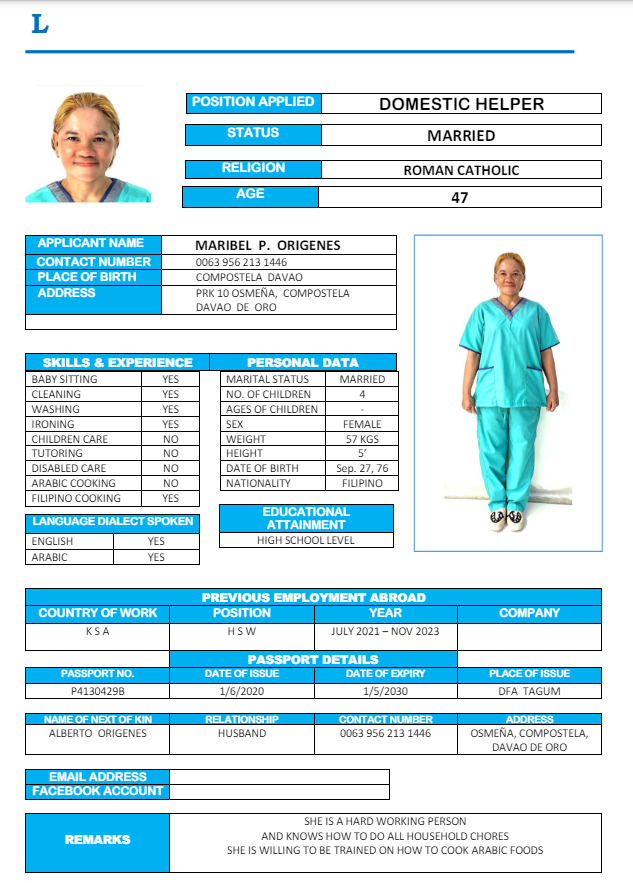 L
POSITION APPLIED DOMESTIC HELPER
STATUS MARRIED
RELIGION ROMAN CATHOLIC
AGE 47
APPLICANT NAME MARIBEL P. ORIGENES
CONTACT NUMBER 0063 956 213 1446
PLACE OF BIRTH COMPOSTELA DAVAO
ADDRESS PRK 10 OSMEÑA, COMPOSTELA
DAVAO DE ORO
SKILLS & EXPERIENCE PERSONAL DATA
BABY SITTING YES MARITAL STATUS MARRIED
CLEANING YES NO. OF CHILDREN 4
WASHING YES AGES OF CHILDREN -
IRONING YES SEX FEMALE
CHILDREN CARE NO WEIGHT 57 KGS
TUTORING NO HEIGHT 5'
DISABLED CARE NO DATE OF BIRTH Sep. 27, 76
ARABIC COOKING NO NATIONALITY FILIPINO
FILIPINO COOKING YES
LANGUAGE DIALECT SPOKEN
ENGLISH YES
ARABIC YES
EDUCATIONAL
ATTAINMENT
HIGH SCHOOL LEVEL
PREVIOUS EMPLOYMENT ABROAD
COUNTRY OF WORK POSITION YEAR COMPANY
K S A H S W JULY 2021 – NOV 2023
PASSPORT DETAILS
PASSPORT NO. DATE OF ISSUE DATE OF EXPIRY PLACE OF ISSUE
P4130429B 1/6/2020 1/5/2030 DFA TAGUM
NAME OF NEXT OF KIN RELATIONSHIP CONTACT NUMBER ADDRESS
ALBERTO ORIGENES HUSBAND 0063 956 213 1446 OSMEÑA, COMPOSTELA,
DAVAO DE ORO
EMAIL ADDRESS
FACEBOOK ACCOUNT
REMARKS
SHE IS A HARD WORKING PERSON
AND KNOWS HOW TO DO ALL HOUSEHOLD CHORES
SHE IS WILLING TO BE TRAINED ON HOW TO COOK ARABIC FOODS